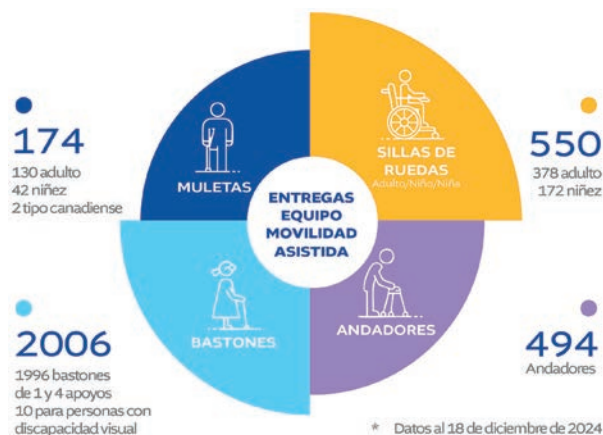 174
130 adulto
42 niñez
2 tipo canadiense
MULETAS
SILLAS DE
RUEDAS
Adulto/Niño/Niña
550
378 adulto
172 niñez
ENTREGAS
EQUIPO
MOVILIDAD
ASISTIDA
2006
1996 bastones
de 1 y 4 apoyos
10 para personas con
discapacidad visual
BASTONES
ANDADORES
494
Andadores
* Datos al 18 de diciembre de 2024